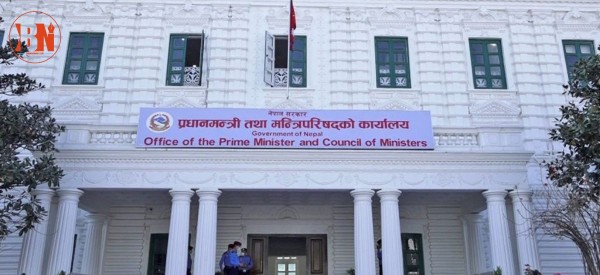 BN
नेपाल सरकार
प्रधानमन्त्री तथा मन्त्रिपरिषद्को कार्यालय
Government of Nepal
Office of the Prime Minister and Council of Ministers